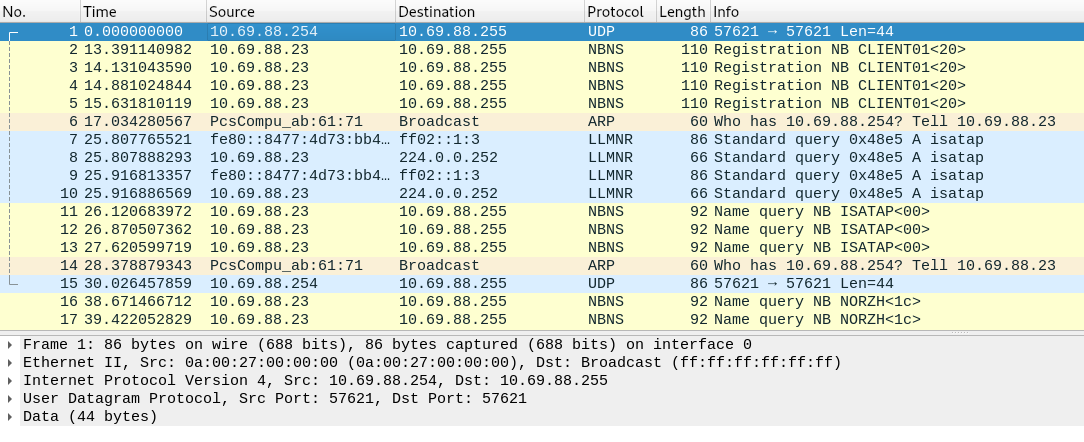 No. Time Source Destination Protocol Length Info
1 0.000000000 10.69.88.254 10.69.88.255 UDP 86 57621 → 57621 Len=44
2 13.391140982 10.69.88.23 10.69.88.255 NBNS 110 Registration NB CLIENT01<20>
3 14.131043590 10.69.88.23 10.69.88.255 NBNS 110 Registration NB CLIENT01<20>
4 14.881024844 10.69.88.23 10.69.88.255 NBNS 110 Registration NB CLIENT01<20>
5 15.631810119 10.69.88.23 10.69.88.255 NBNS 110 Registration NB CLIENT01<20>
6 17.034280567 PcsCompu_ab:61:71 Broadcast ARP 60 Who has 10.69.88.254? Tell 10.69.88.23
7 25.807765521 fe80::8477:4d73:bb4… ff02::1:3 LLMNR 86 Standard query 0x48e5 A isatap
8 25.807888293 10.69.88.23 224.0.0.252 LLMNR 66 Standard query 0x48e5 A isatap
9 25.916813357 fe80::8477:4d73:bb4… ff02::1:3 LLMNR 86 Standard query 0x48e5 A isatap
10 25.916886569 10.69.88.23 224.0.0.252 LLMNR 66 Standard query 0x48e5 A isatap
11 26.120683972 10.69.88.23 10.69.88.255 NBNS 92 Name query NB ISATAP<00>
12 26.870507362 10.69.88.23 10.69.88.255 NBNS 92 Name query NB ISATAP<00>
13 27.620599719 10.69.88.23 10.69.88.255 NBNS 92 Name query NB ISATAP<00>
14 28.378879343 PcsCompu_ab:61:71 Broadcast ARP 60 Who has 10.69.88.254? Tell 10.69.88.23
15 30.026457859 10.69.88.254 10.69.88.255 UDP 86 57621 → 57621 Len=44
16 38.671466712 10.69.88.23 10.69.88.255 NBNS 92 Name query NB NORZH<1c>
17 39.422052829 10.69.88.23 10.69.88.255 NBNS 92 Name query NB NORZH<1c>
Frame 1: 86 bytes on wire (688 bits), 86 bytes captured (688 bits) on interface 0
Ethernet II, Src: 0a:00:27:00:00:00 (0a:00:27:00:00:00), Dst: Broadcast (ff:ff:ff:ff:ff:ff)
Internet Protocol Version 4, Src: 10.69.88.254, Dst: 10.69.88.255
User Datagram Protocol, Src Port: 57621, Dst Port: 57621
Data (44 bytes)